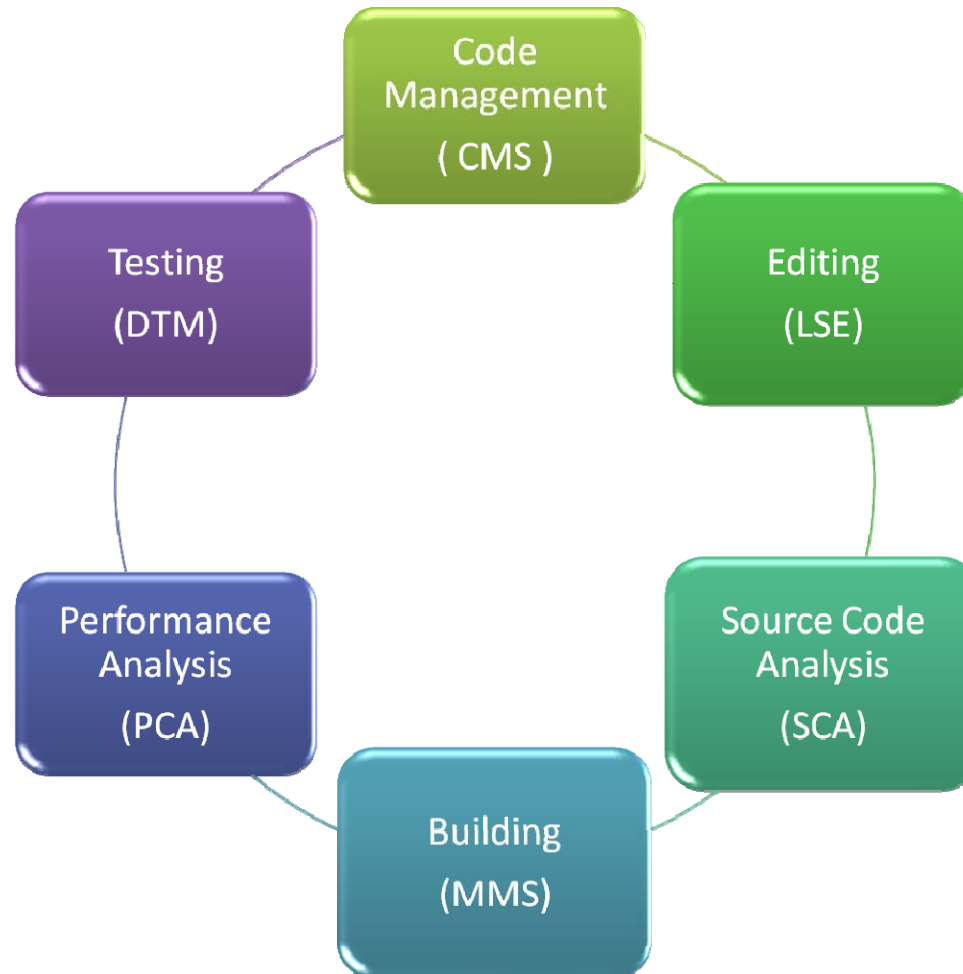 Code
Management
( CMS )
Editing
(LSE)
Source Code
Analysis
(SCA)
Building
(MMS)
Performance
Analysis
(PCA)
Testing
(DTM)